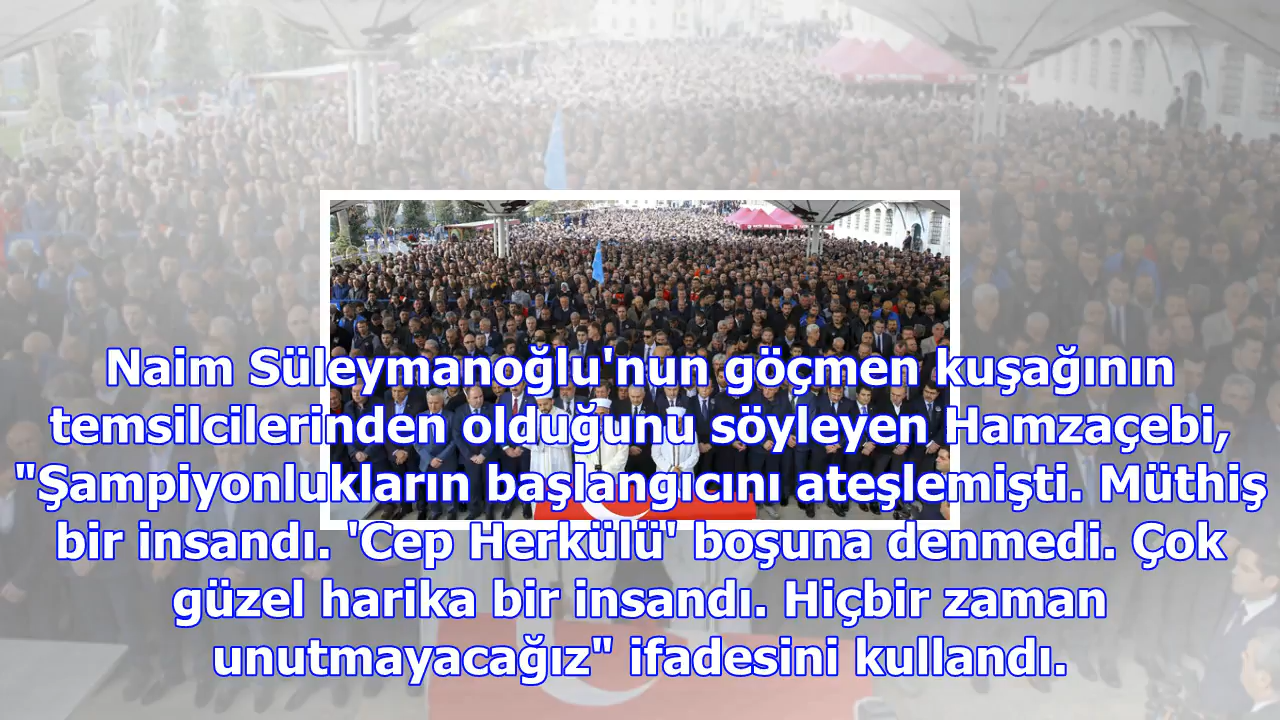 Naim Süleymanoğlu'nun göçmen kuşağının
temsilcilerinden olduğunu söyleyen Hamzaçebi,
"Şampiyonlukların başlangıcını ateşlemişti. Müthiş
bir insandı. 'Cep Herkülü' boşuna denmedi. Çok
güzel harika bir insandı. Hiçbir zaman
unutmayacağız" ifadesini kullandı.